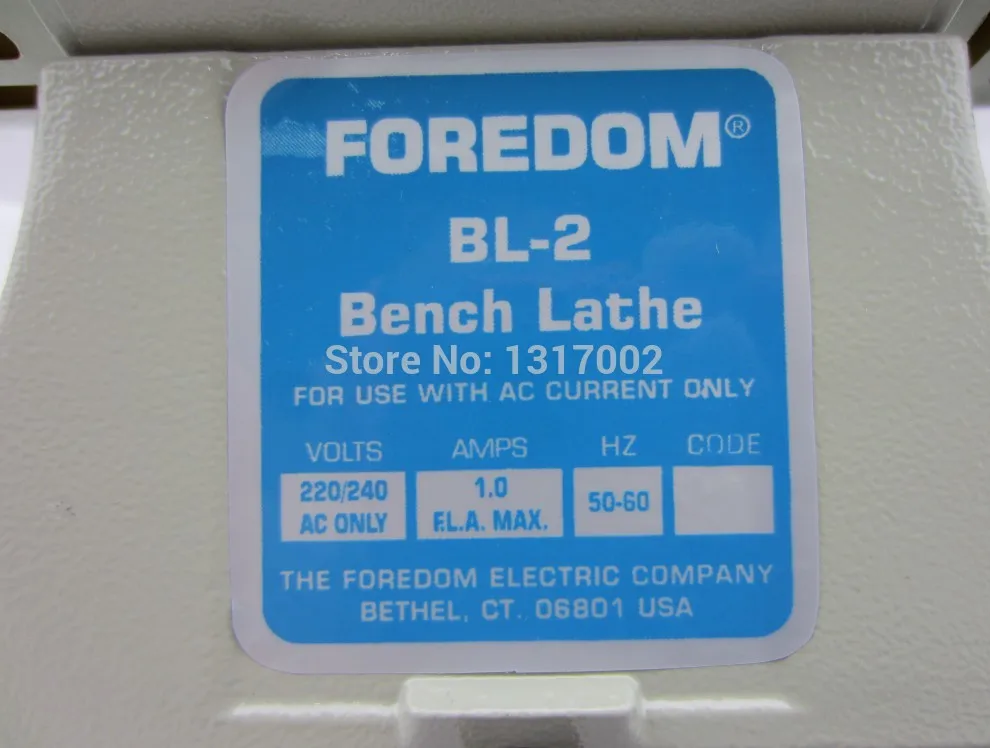 FOREDOM®
BL-2
Bench Lathe
Store No: 1317002
FOR USE WITH AC CURRENT ONLY
VOLTS AMPS HZ CODE
220/240 1.0 50-60
AC ONLY F.L.A. MAX.
THE FOREDOM ELECTRIC COMPANY
BETHEL, CT. 06801 USA